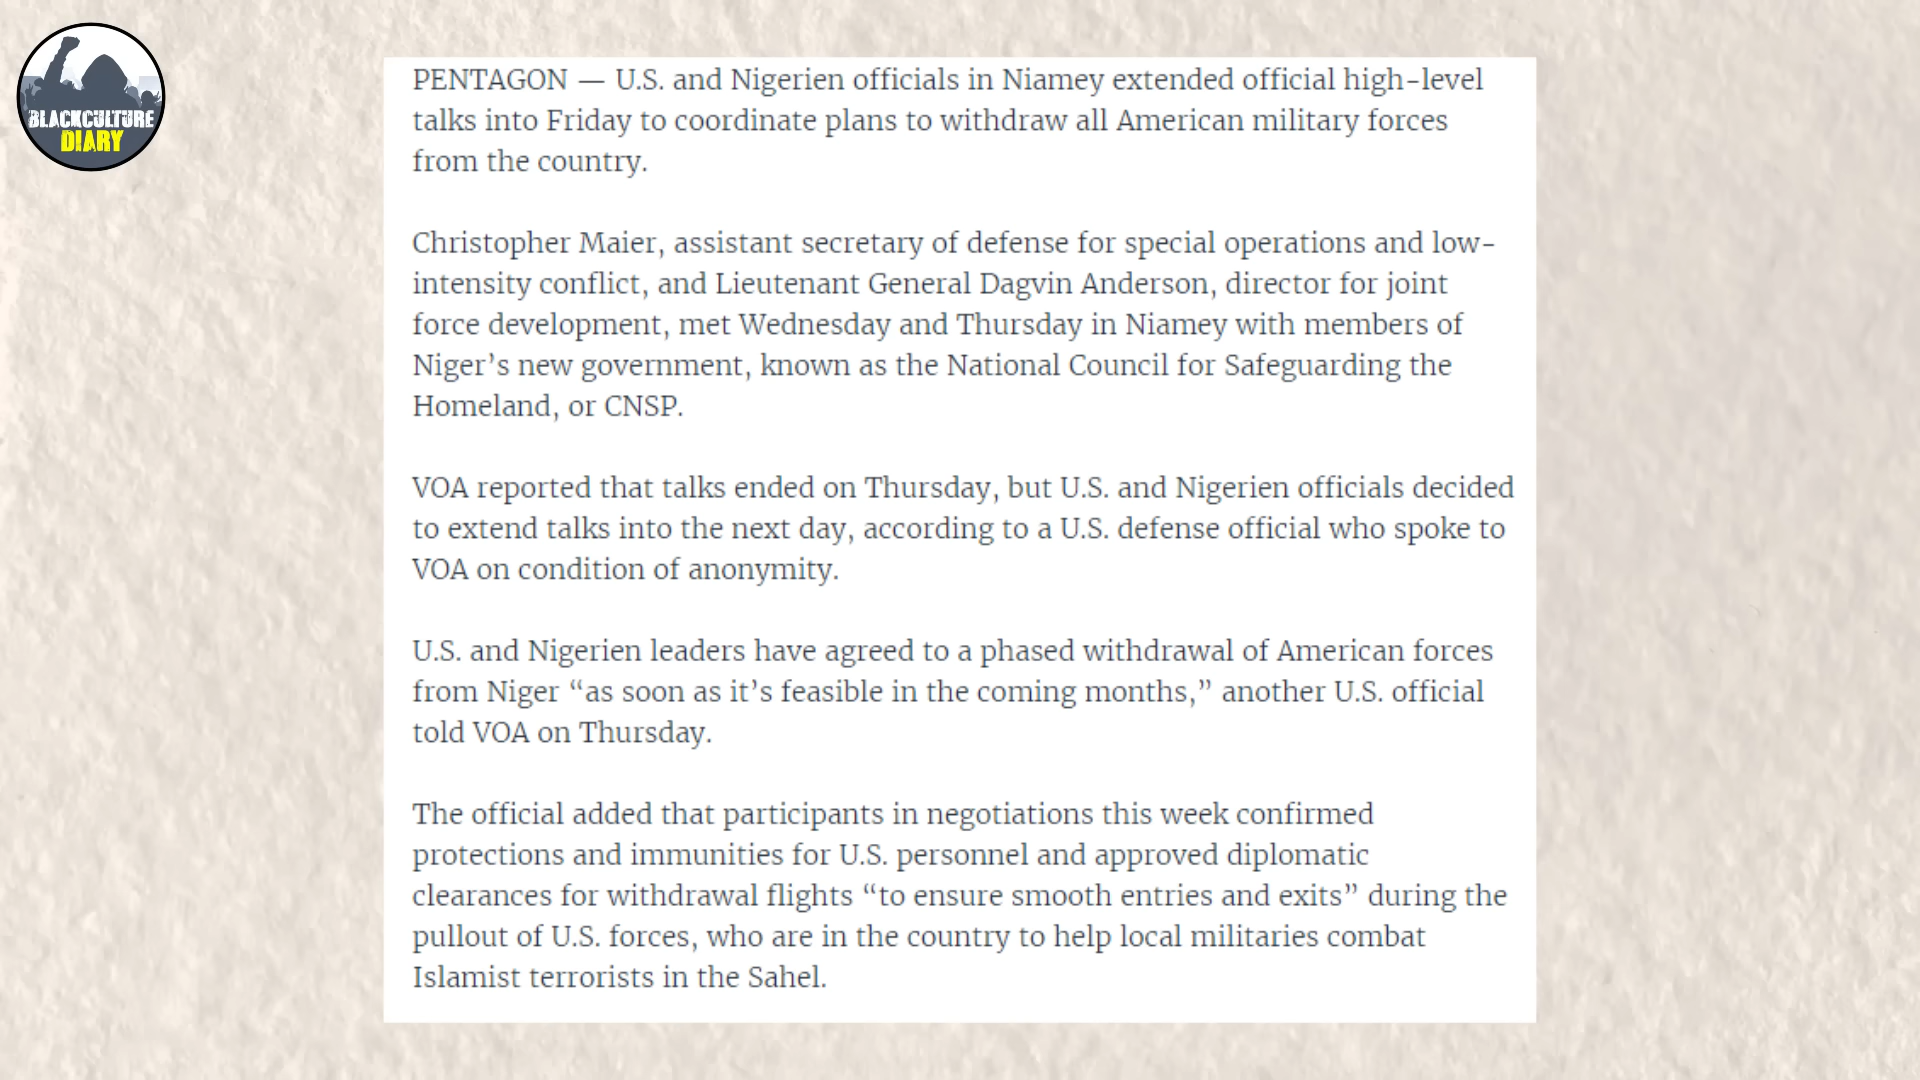 BLACKCULTURE
DIARY
PENTAGON — U.S. and Nigerien officials in Niamey extended official high-level
talks into Friday to coordinate plans to withdraw all American military forces
from the country.
Christopher Maier, assistant secretary of defense for special operations and low-
intensity conflict, and Lieutenant General Dagvin Anderson, director for joint
force development, met Wednesday and Thursday in Niamey with members of
Niger’s new government, known as the National Council for Safeguarding the
Homeland, or CNSP.
VOA reported that talks ended on Thursday, but U.S. and Nigerien officials decided
to extend talks into the next day, according to a U.S. defense official who spoke to
VOA on condition of anonymity.
U.S. and Nigerien leaders have agreed to a phased withdrawal of American forces
from Niger “as soon as it’s feasible in the coming months,” another U.S. official
told VOA on Thursday.
The official added that participants in negotiations this week confirmed
protections and immunities for U.S. personnel and approved diplomatic
clearances for withdrawal flights “to ensure smooth entries and exits” during the
pullout of U.S. forces, who are in the country to help local militaries combat
Islamist terrorists in the Sahel.